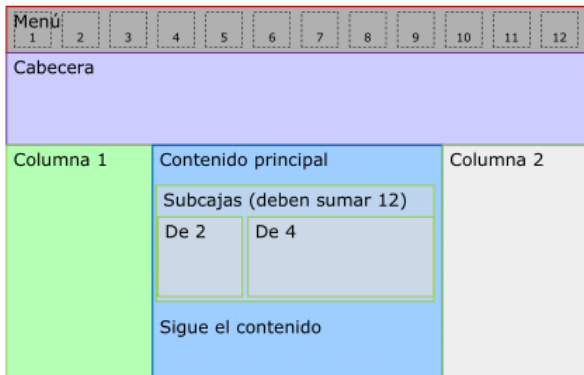 Menú
1 2 3 4 5 6 7 8 9 10 11 12
Cabecera
Columna 1
Contenido principal
Columna 2
Subcajas (deben sumar 12)
De 2
De 4
Sigue el contenido